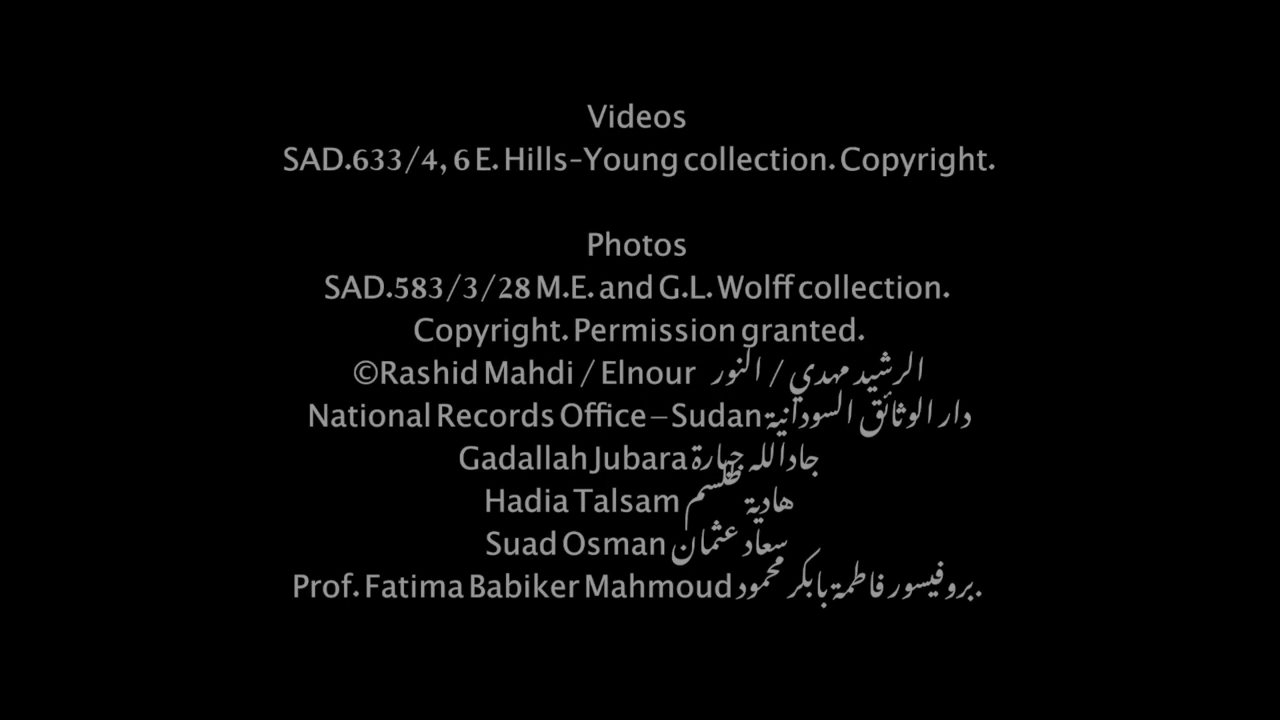 Videos
SAD.633/4, 6 E. Hills-Young collection. Copyright.
Photos
SAD.583/3/28 M.E. and G.L. Wolff collection.
Copyright. Permission granted.
©Rashid Mahdi / Elnour الرشيد مهدي / النور
National Records Office – Sudan دار الوثائق السودانية
Gadallah Jubara جادالله جبارة
Hadia Talsam هادية طلسم
Suad Osman سعاد عثمان
Prof. Fatima Babiker Mahmoud بروفيسور فاطمة بابكر محمود.